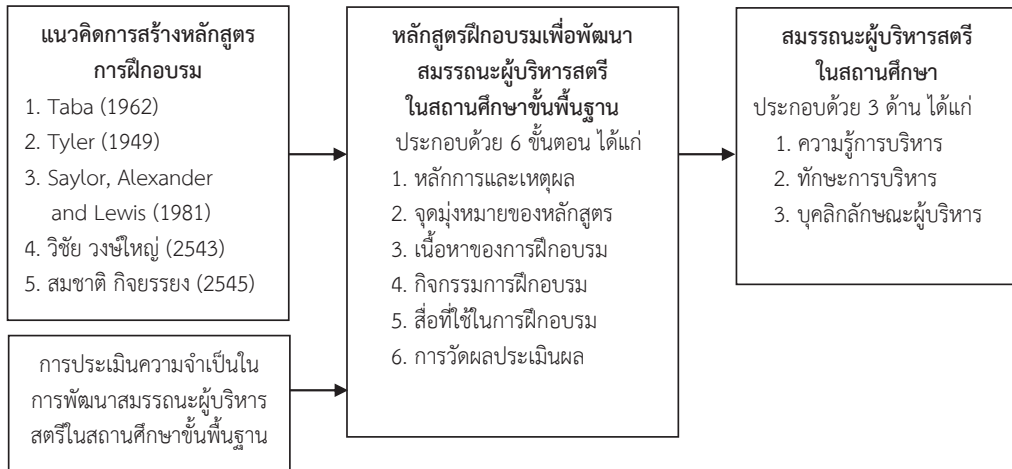 แนวคิดการสร้างหลักสูตร
การฝึกอบรม
1. Taba (1962)
2. Tyler (1949)
3. Saylor, Alexander
and Lewis (1981)
4. วิชัย วงษ์ใหญ่ (2543)
5. สมชาติ กิจยรรยง (2545)
การประเมินความจำเป็นใน
การพัฒนาสมรรถนะผู้บริหาร
สตรีในสถานศึกษาขั้นพื้นฐาน
หลักสูตรฝึกอบรมเพื่อพัฒนา
สมรรถนะผู้บริหารสตรี
ในสถานศึกษาขั้นพื้นฐาน
ประกอบด้วย 6 ขั้นตอน ได้แก่
1. หลักการและเหตุผล
2. จุดมุ่งหมายของหลักสูตร
3. เนื้อหาของการฝึกอบรม
4. กิจกรรมการฝึกอบรม
5. สื่อที่ใช้ในการฝึกอบรม
6. การวัดผลประเมินผล
สมรรถนะผู้บริหารสตรี
ในสถานศึกษา
ประกอบด้วย 3 ด้าน ได้แก่
1. ความรู้การบริหาร
2. ทักษะการบริหาร
3. บุคลิกลักษณะผู้บริหาร